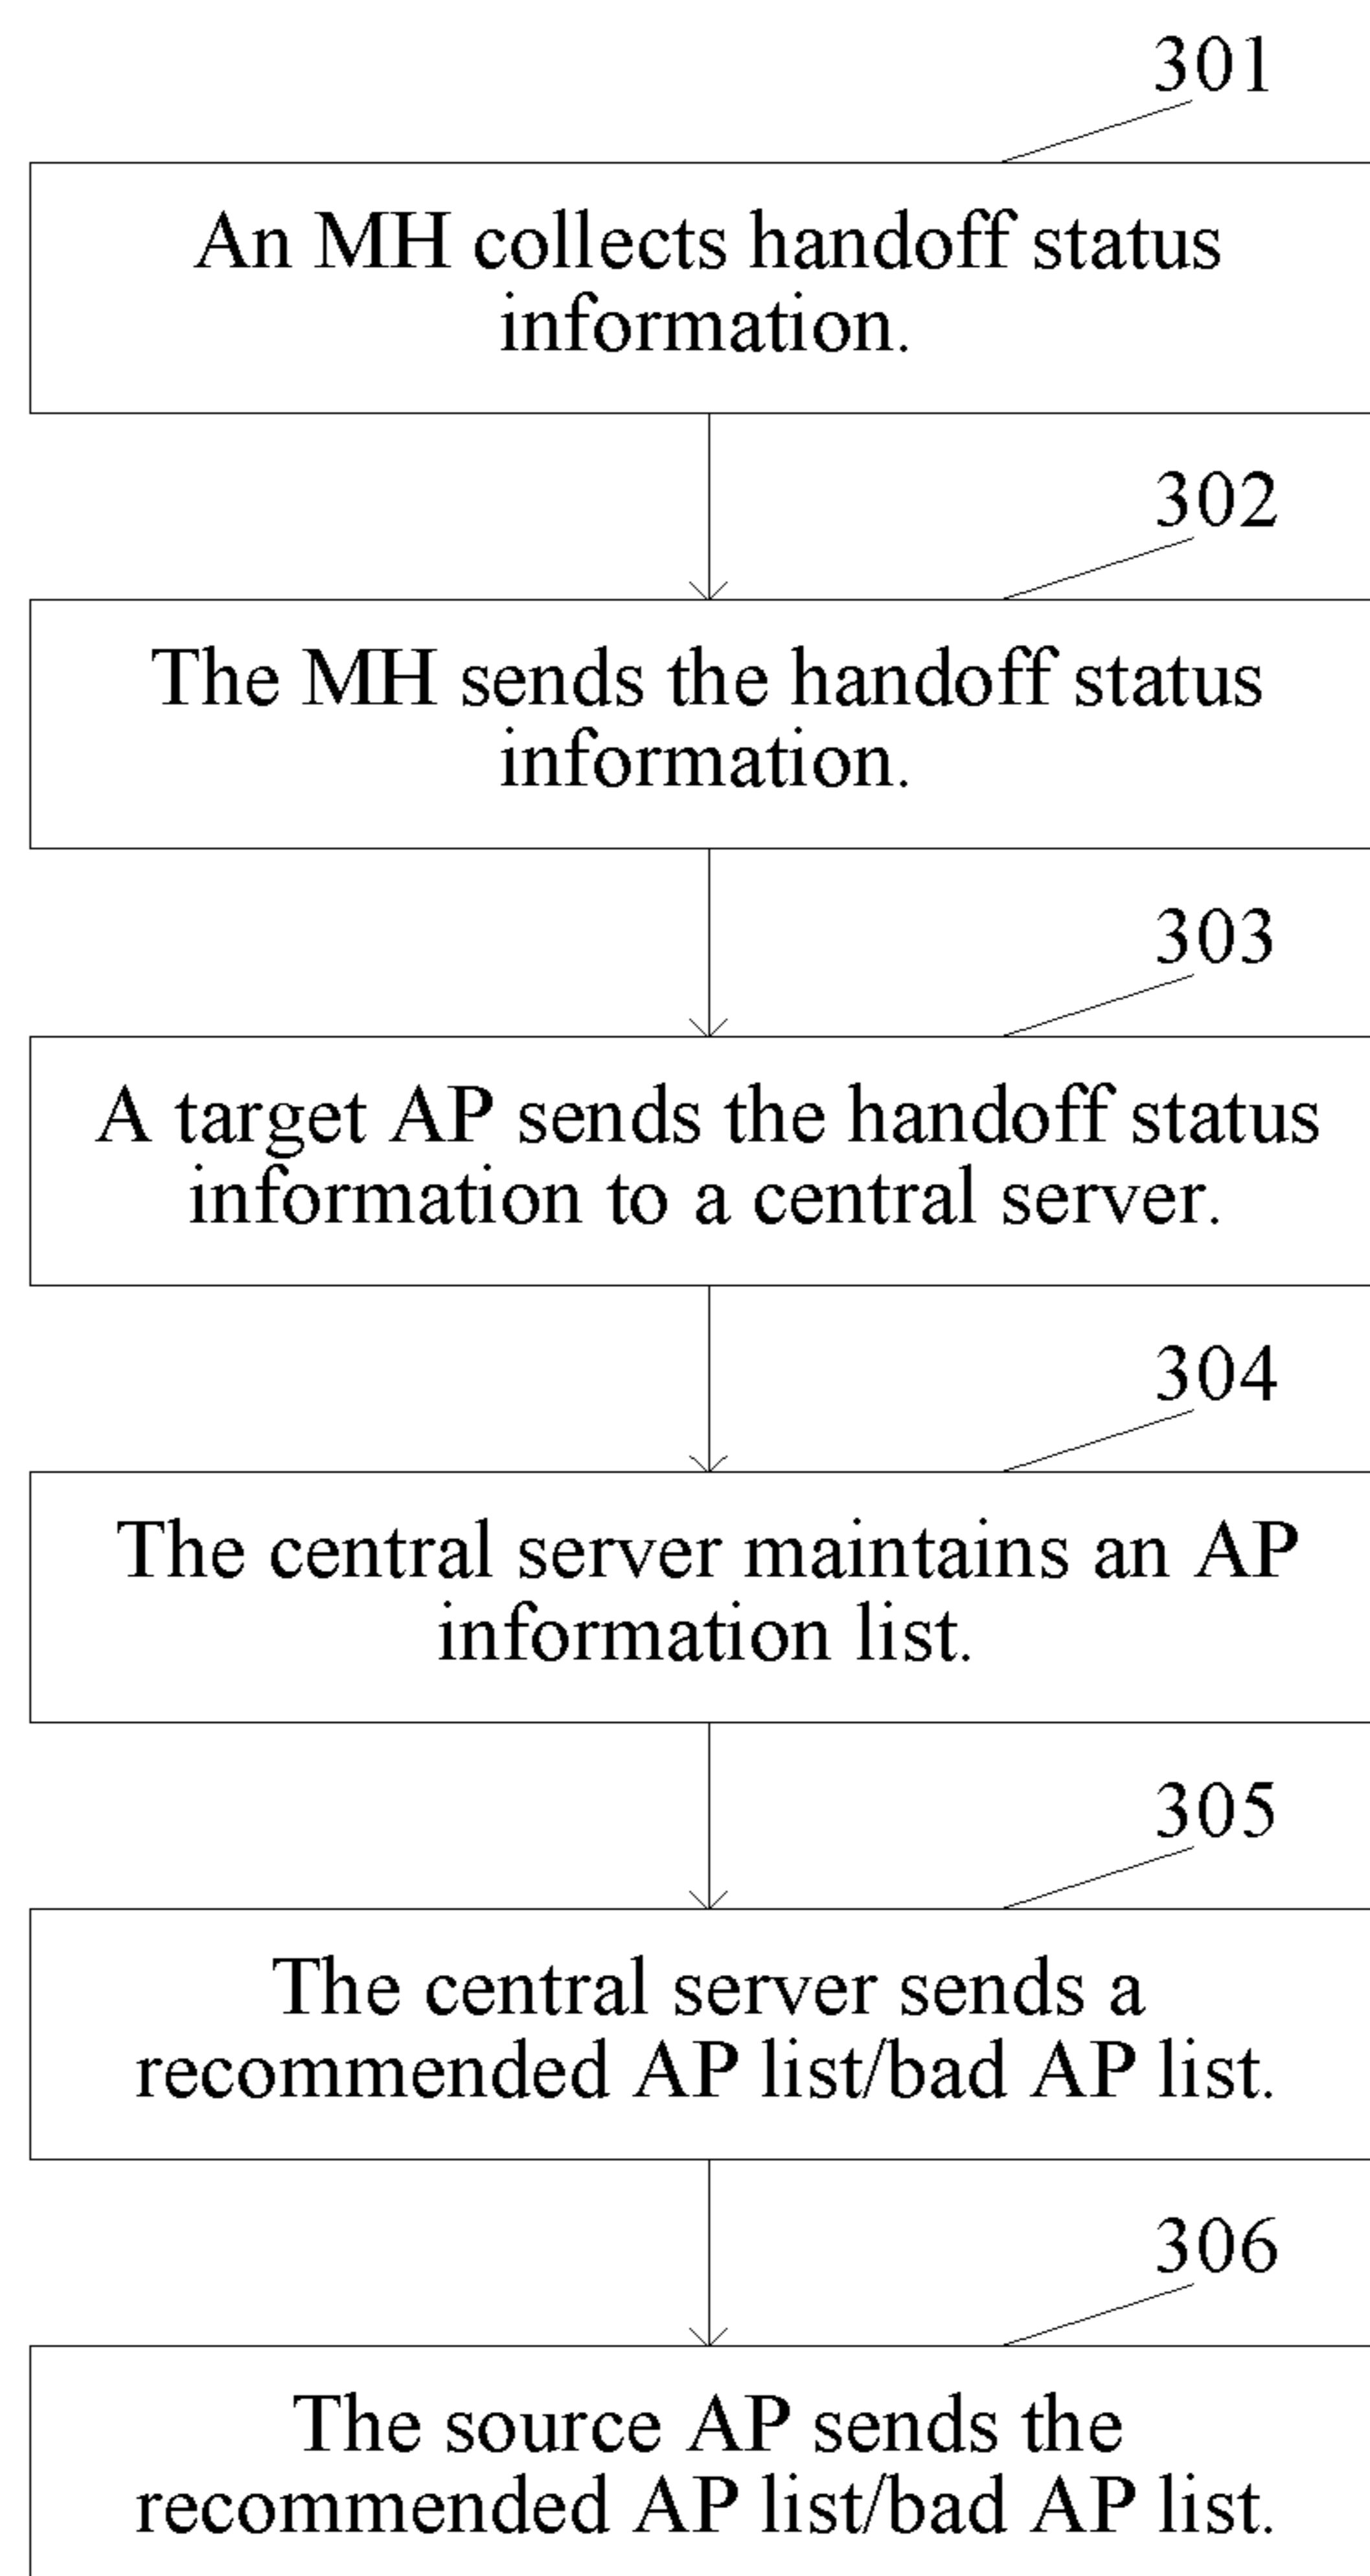 301
An MH collects handoff status
information.
302
The MH sends the handoff status
information.
303
A target AP sends the handoff status
information to a central server.
304
The central server maintains an AP
information list.
305
The central server sends a
recommended AP list/bad AP list.
306
The source AP sends the
recommended AP list/bad AP list.